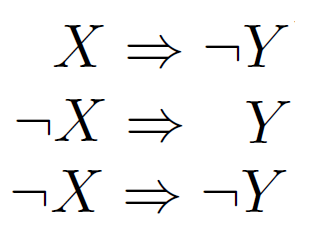 X ⇒ ¬Y
¬X ⇒ Y
¬X ⇒ ¬Y